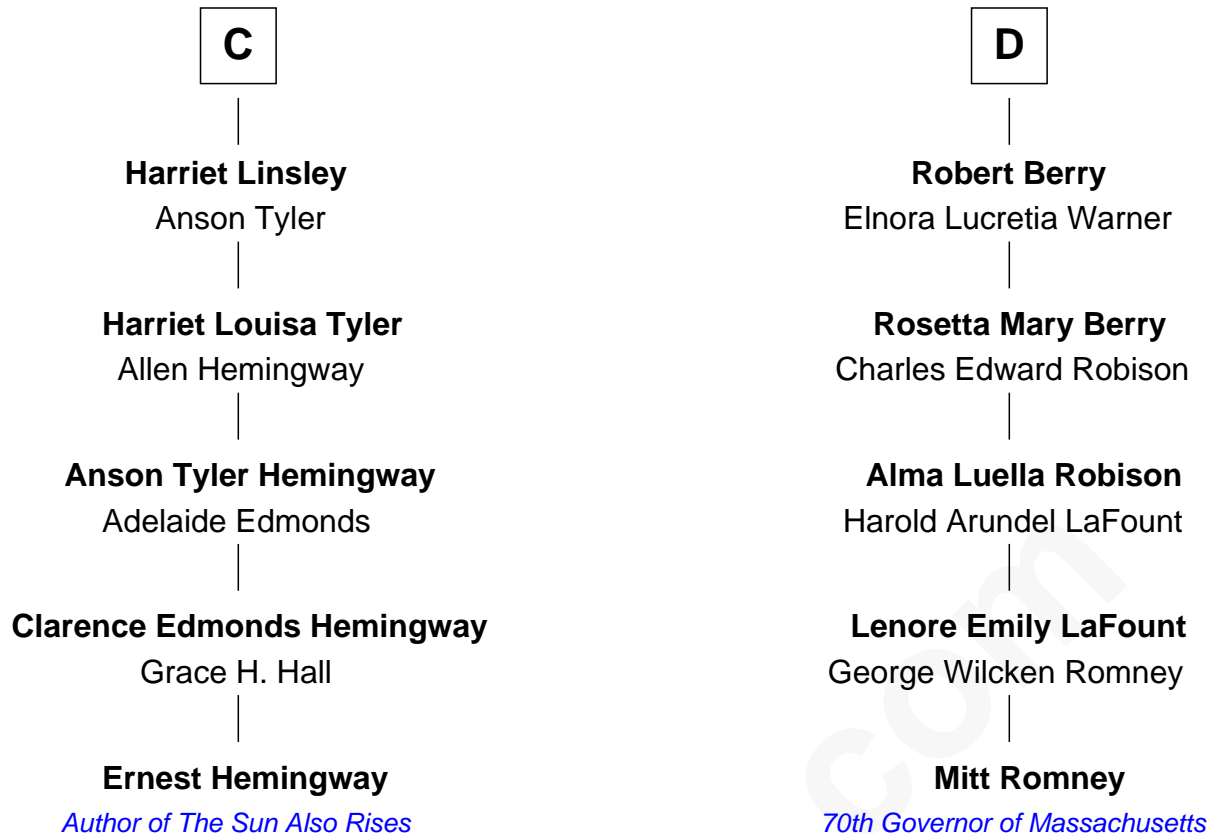 C
Harriet Linsley
Anson Tyler
Harriet Louisa Tyler
Allen Hemingway
Anson Tyler Hemingway
Adelaide Edmonds
Clarence Edmonds Hemingway
Grace H. Hall
Ernest Hemingway
Author of The Sun Also Rises
D
Robert Berry
Elnora Lucretia Warner
Rosetta Mary Berry
Charles Edward Robison
Alma Luella Robison
Harold Arundel LaFount
Lenore Emily LaFount
George Wilcken Romney
Mitt Romney
70th Governor of Massachusetts
com